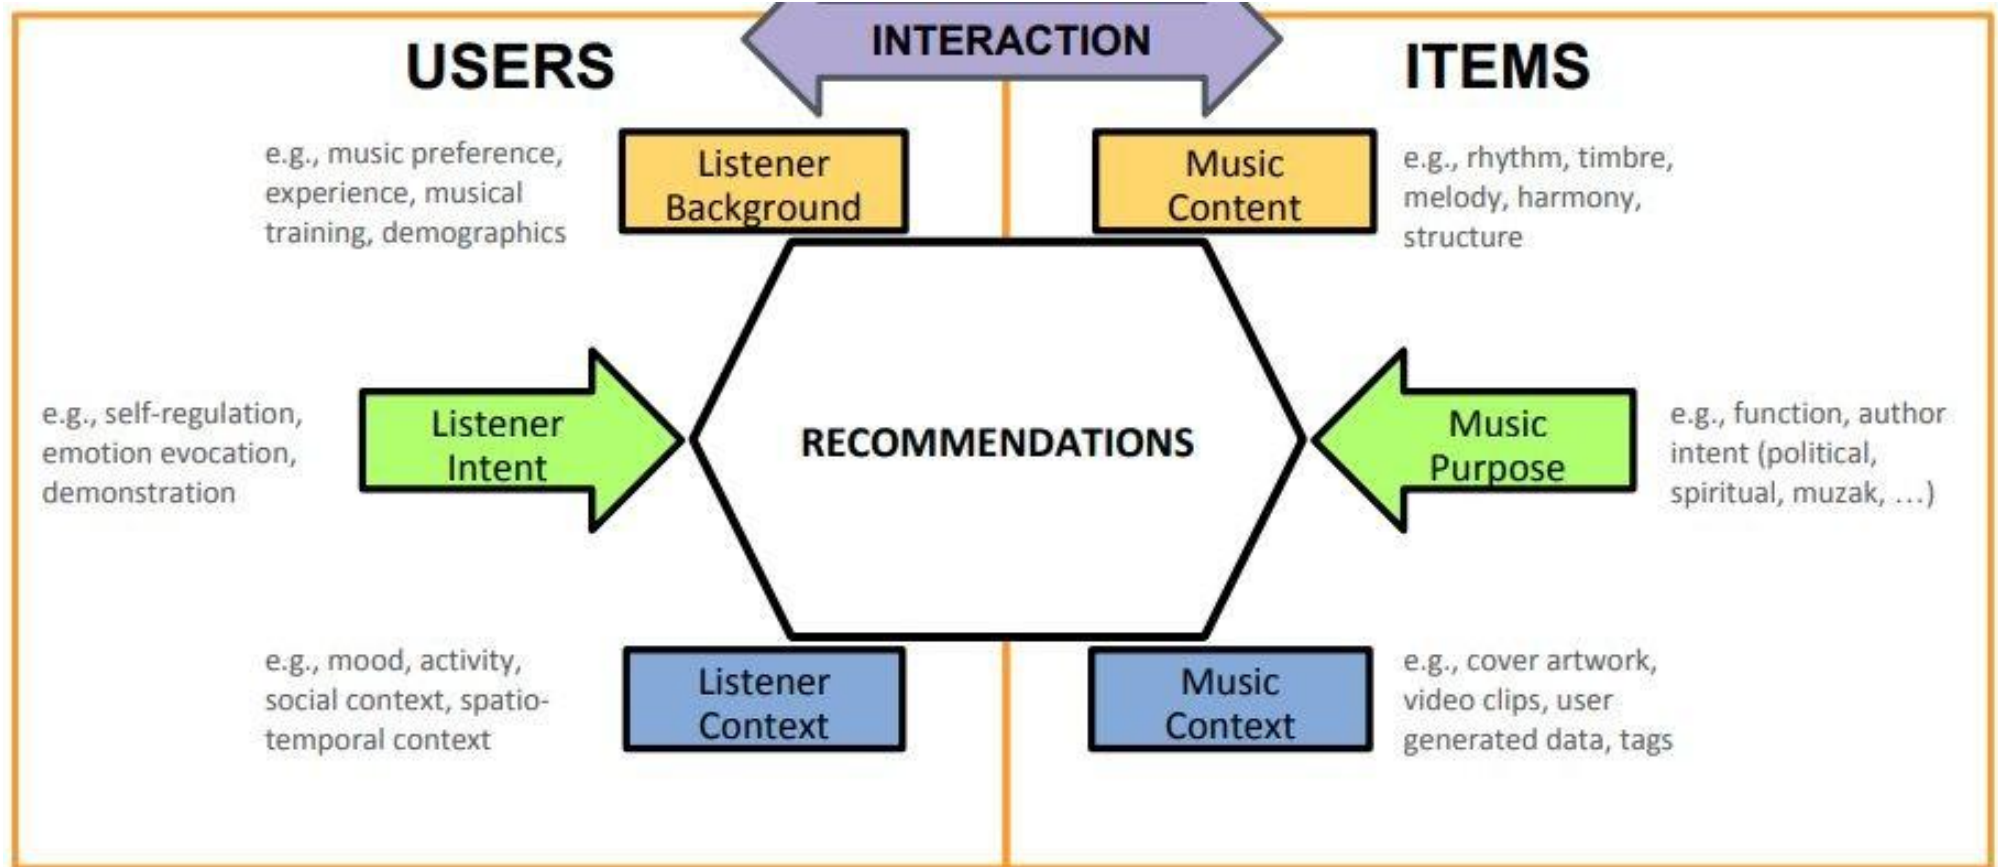 INTERACTION
USERS
ITEMS
e.g., music preference,
experience, musical
training, demographics
Listener
Background
Music
Content
e.g., rhythm, timbre,
melody, harmony,
structure
e.g., self-regulation,
emotion evocation,
demonstration
Listener
Intent
RECOMMENDATIONS
Music
Purpose
e.g., function, author
intent (political,
spiritual, muzak, …)
e.g., mood, activity,
social context, spatio-
temporal context
Listener
Context
Music
Context
e.g., cover artwork,
video clips, user
generated data, tags